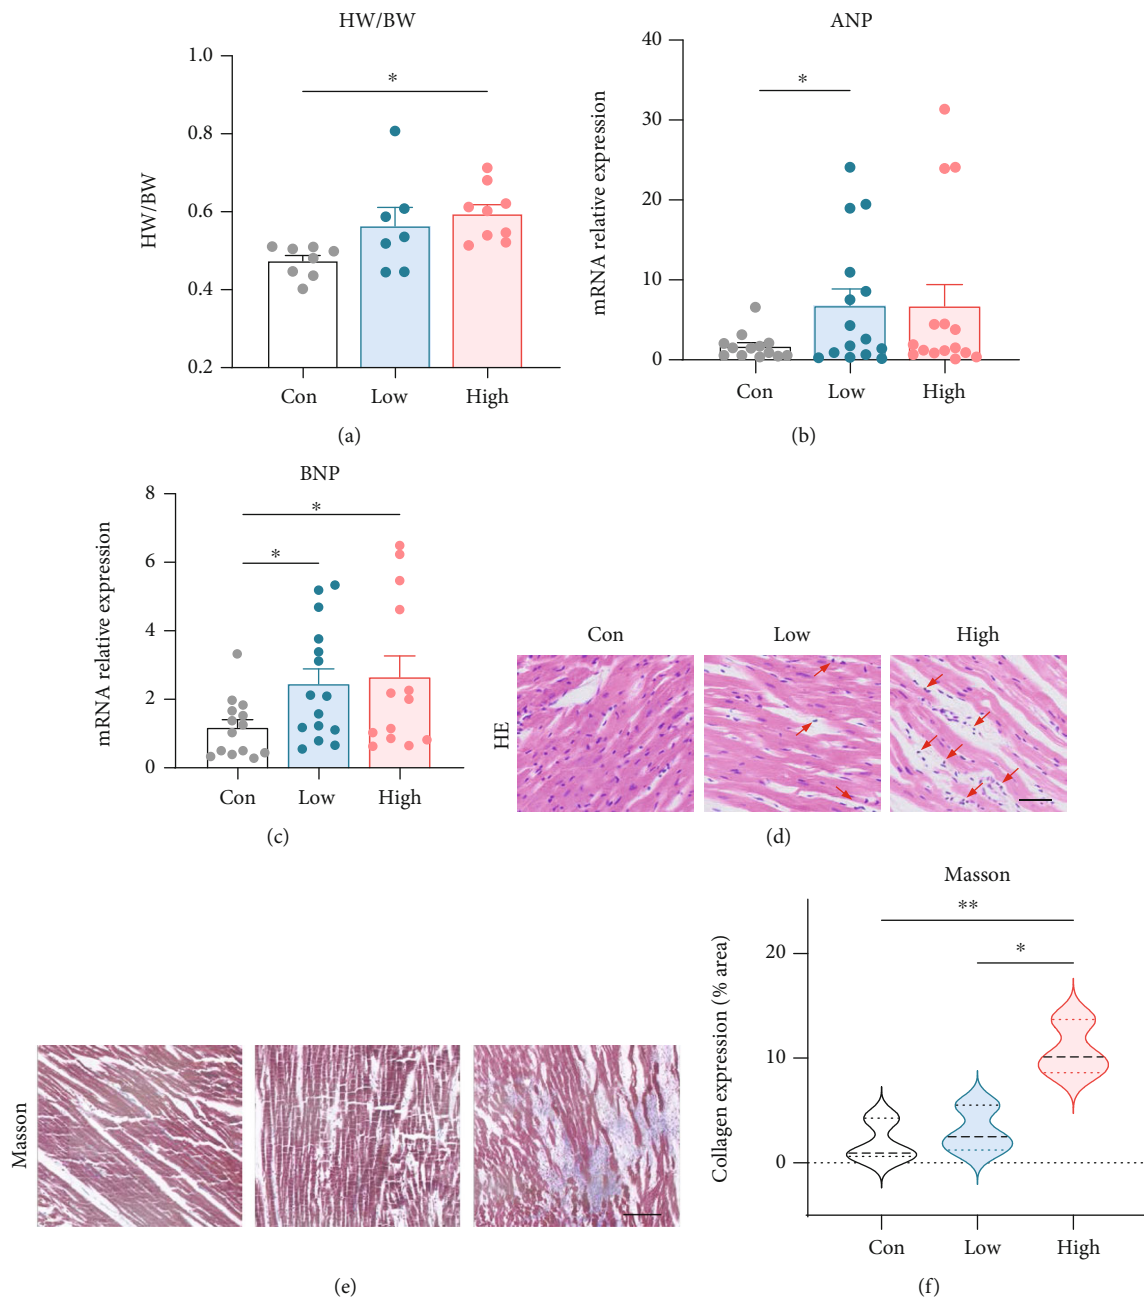 HW/BW
HW/BW
1.0
0.8
0.6
0.4
0.2
*
Con Low High
(a)
ANP
mRNA relative expression
40
30
20
10
0
*
Con Low High
(b)
BNP
mRNA relative expression
8
6
4
2
0
*
*
Con Low High
(c)
Con Low High
HE
(d)
Masson
(e)
Masson
Collagen expression (% area)
20
10
0
**
*
Con Low High
(f)